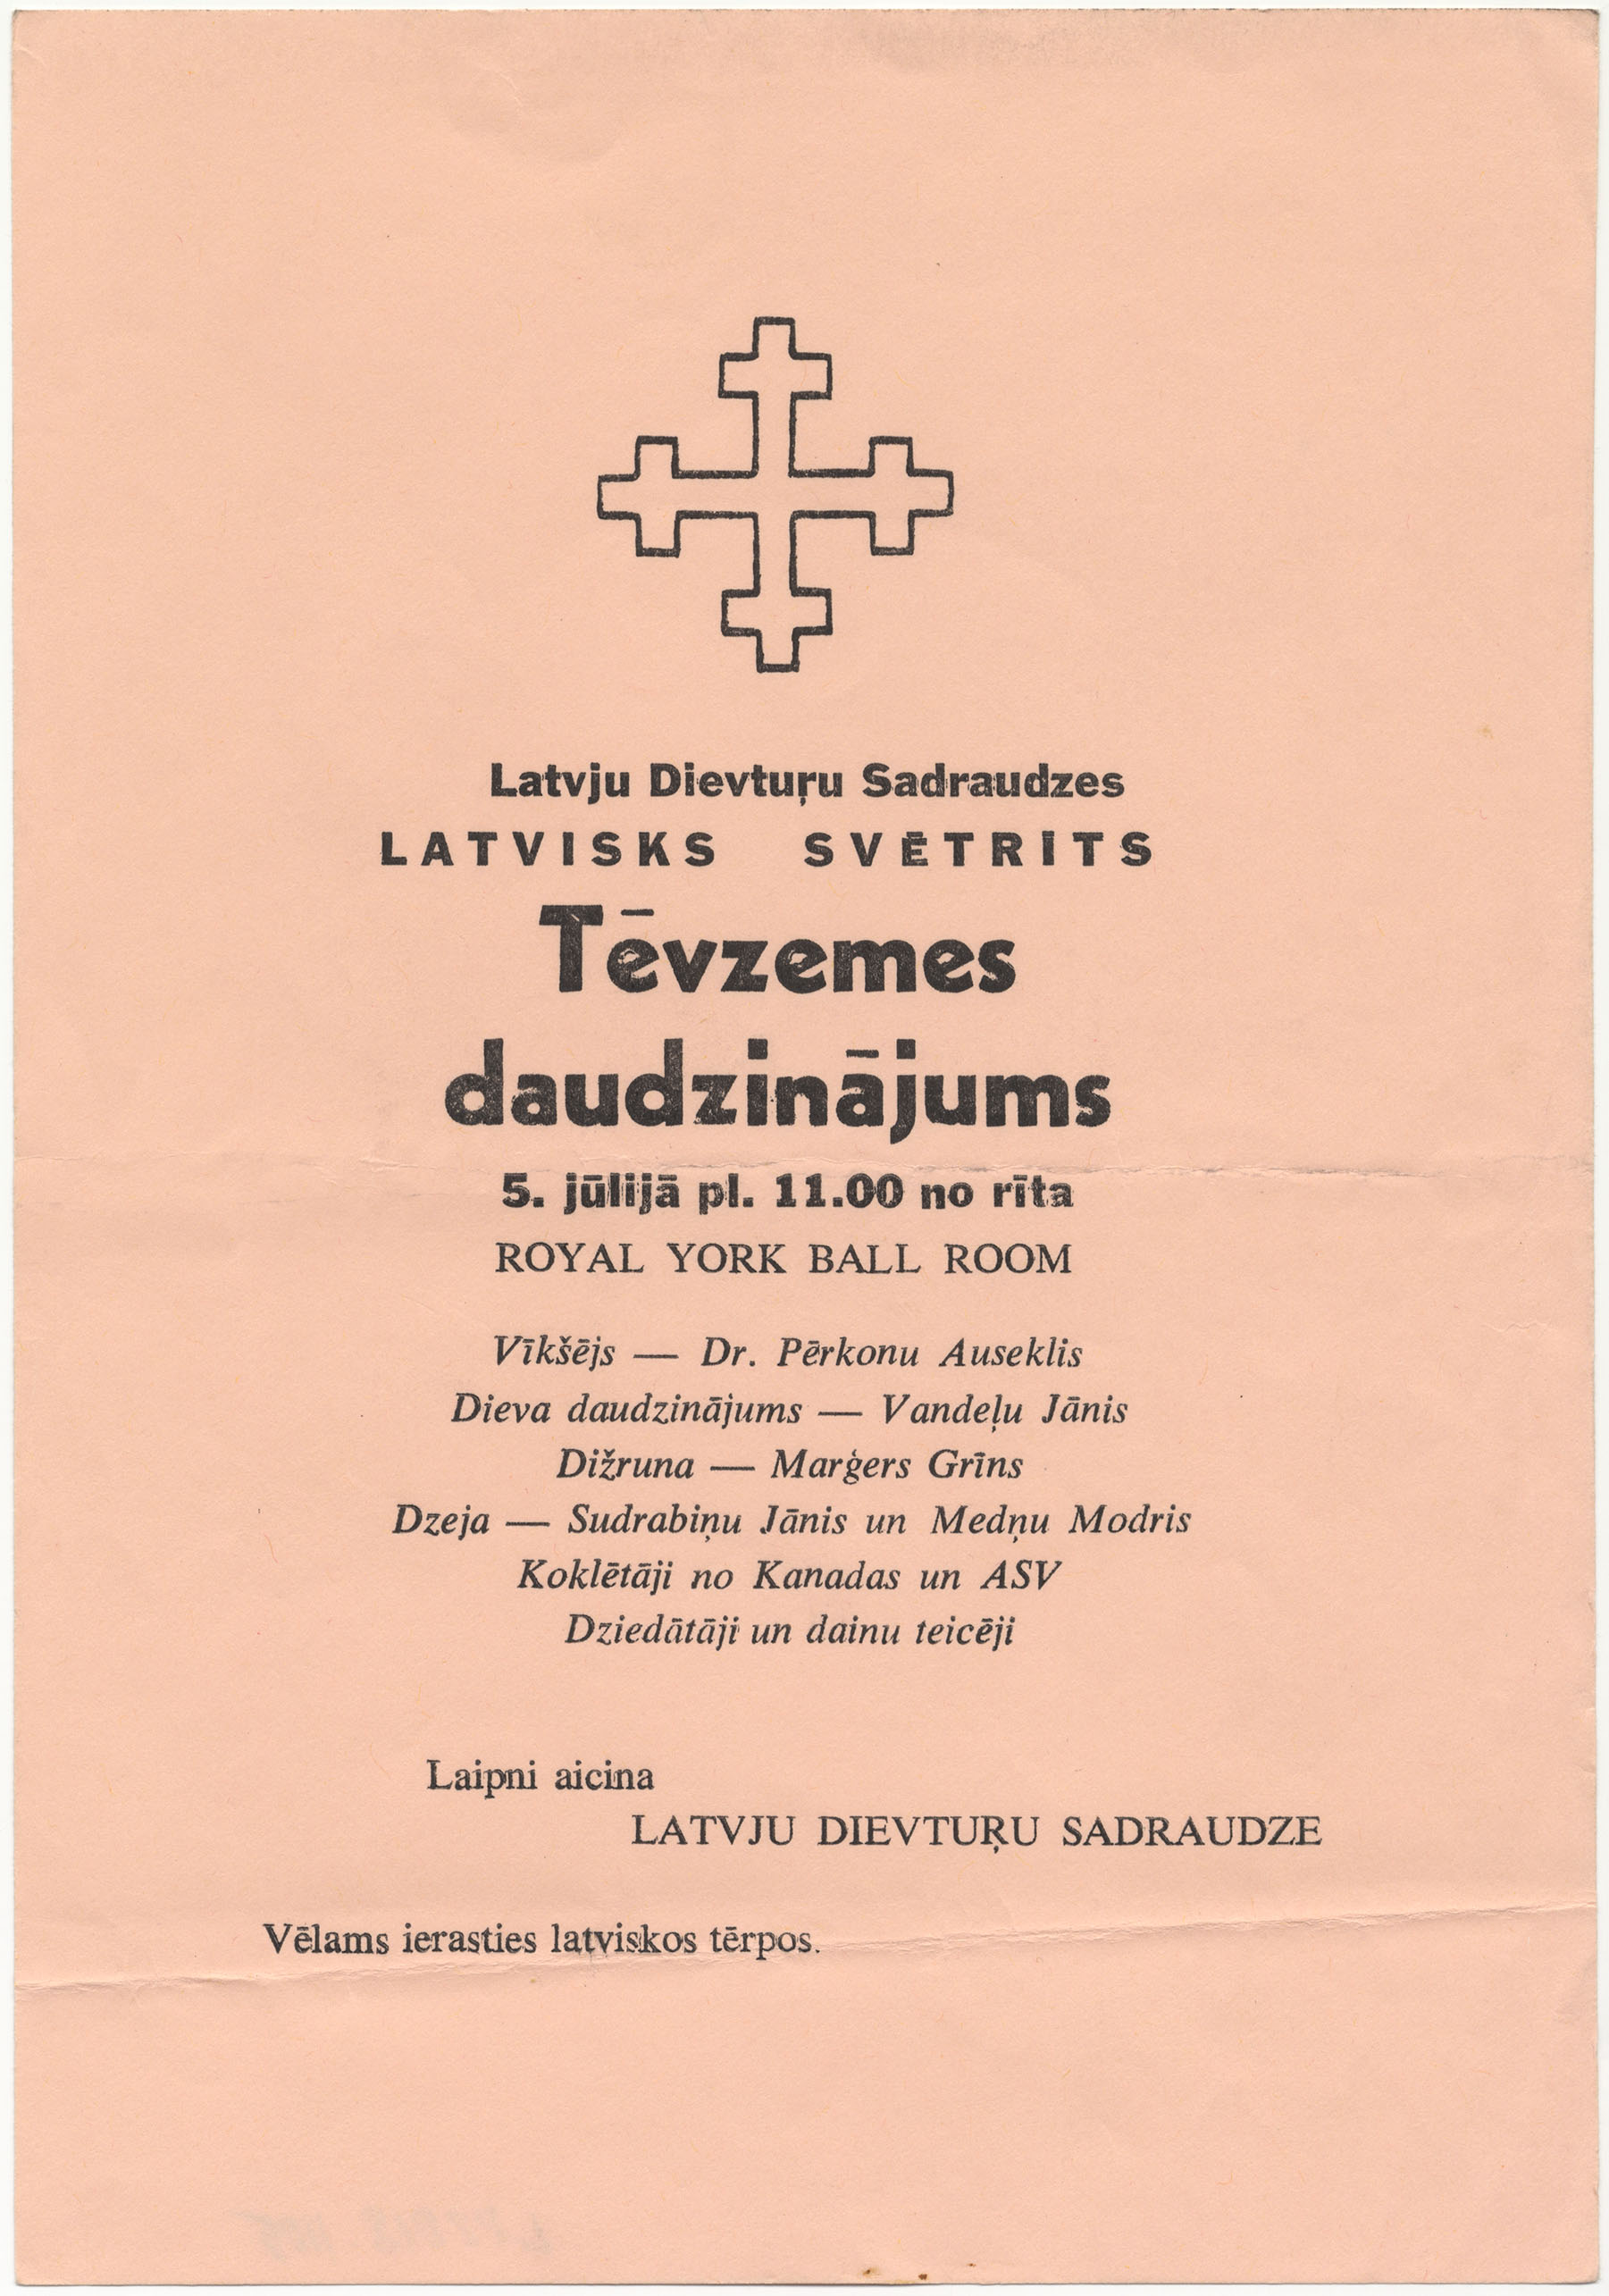 Latvju Dievtuŗu Sadraudzes
LATVISKS SVĒTRĪTS
Tēvzemes
daudzinājums
5. jūlijā pl. 11.00 no rīta
ROYAL YORK BALL ROOM
Vīkšējs — Dr. Pērkonu Auseklis
Dieva daudzinājums — Vandeļu Jānis
Dižruna — Marģers Grīns
Dzeja — Sudrabiņu Jānis un Medņu Modris
Koklētāji no Kanadas un ASV
Dziedātāji un dainu teicēji
Laipni aicina
LATVJU DIEVTUŖU SADRAUDZE
Vēlams ierasties latviskos tērpos.